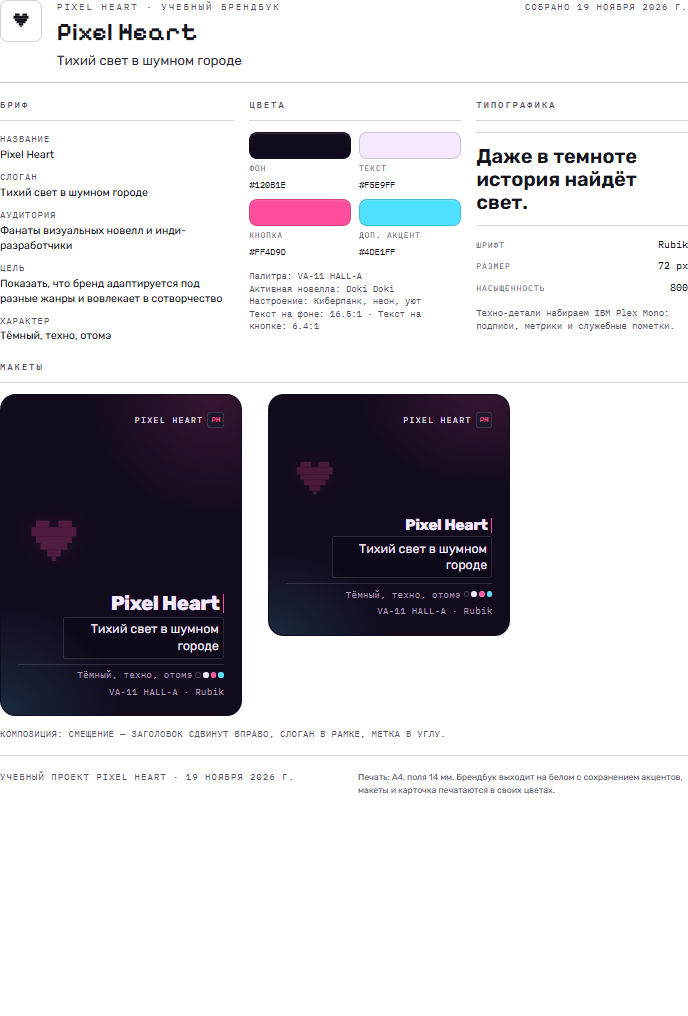 PIXEL HEART · УЧЕБНЫЙ БРЕНДБУК
СОБРАНО 19 НОЯБРЯ 2026 Г.
Pixel Heart
Тихий свет в шумном городе
БРИФ
НАЗВАНИЕ
Pixel Heart
СЛОГАН
Тихий свет в шумном городе
АУДИТОРИЯ
Фанаты визуальных новелл и инди-
разработчики
ЦЕЛЬ
Показать, что бренд адаптируется под
разные жанры и вовлекает в сотворчество
ХАРАКТЕР
Тёмный, техно, отомэ
ЦВЕТА
ФОН
#120B1E
ТЕКСТ
#F5E9FF
КНОПКА
#FF4D9D
ДОП. АКЦЕНТ
#4DE1FF
Палитра: VA-11 HALL-A
Активная новелла: Doki Doki
Настроение: Киберпанк, неон, уют
Текст на фоне: 16.5:1 · Текст на
кнопке: 6.4:1
ТИПОГРАФИКА
Даже в темноте
история найдёт
свет.
ШРИФТ Rubik
РАЗМЕР 72 px
НАСЫЩЕННОСТЬ 800
Техно-детали набираем IBM Plex Mono:
подписи, метрики и служебные пометки.
МАКЕТЫ
PIXEL HEART PH
Pixel Heart
Тихий свет в шумном
городе
Тёмный, техно, отомэ
VA-11 HALL-A · Rubik
PIXEL HEART PH
Pixel Heart
Тихий свет в шумном
городе
Тёмный, техно, отомэ
VA-11 HALL-A · Rubik
КОМПОЗИЦИЯ: СМЕЩЕНИЕ — ЗАГОЛОВОК СДВИНУТ ВПРАВО, СЛОГАН В РАМКЕ, МЕТКА В УГЛУ.
УЧЕБНЫЙ ПРОЕКТ PIXEL HEART · 19 НОЯБРЯ 2026 Г.
Печать: A4, поля 14 мм. Брендбук выходит на белом с сохранением акцентов,
макеты и карточка печатаются в своих цветах.